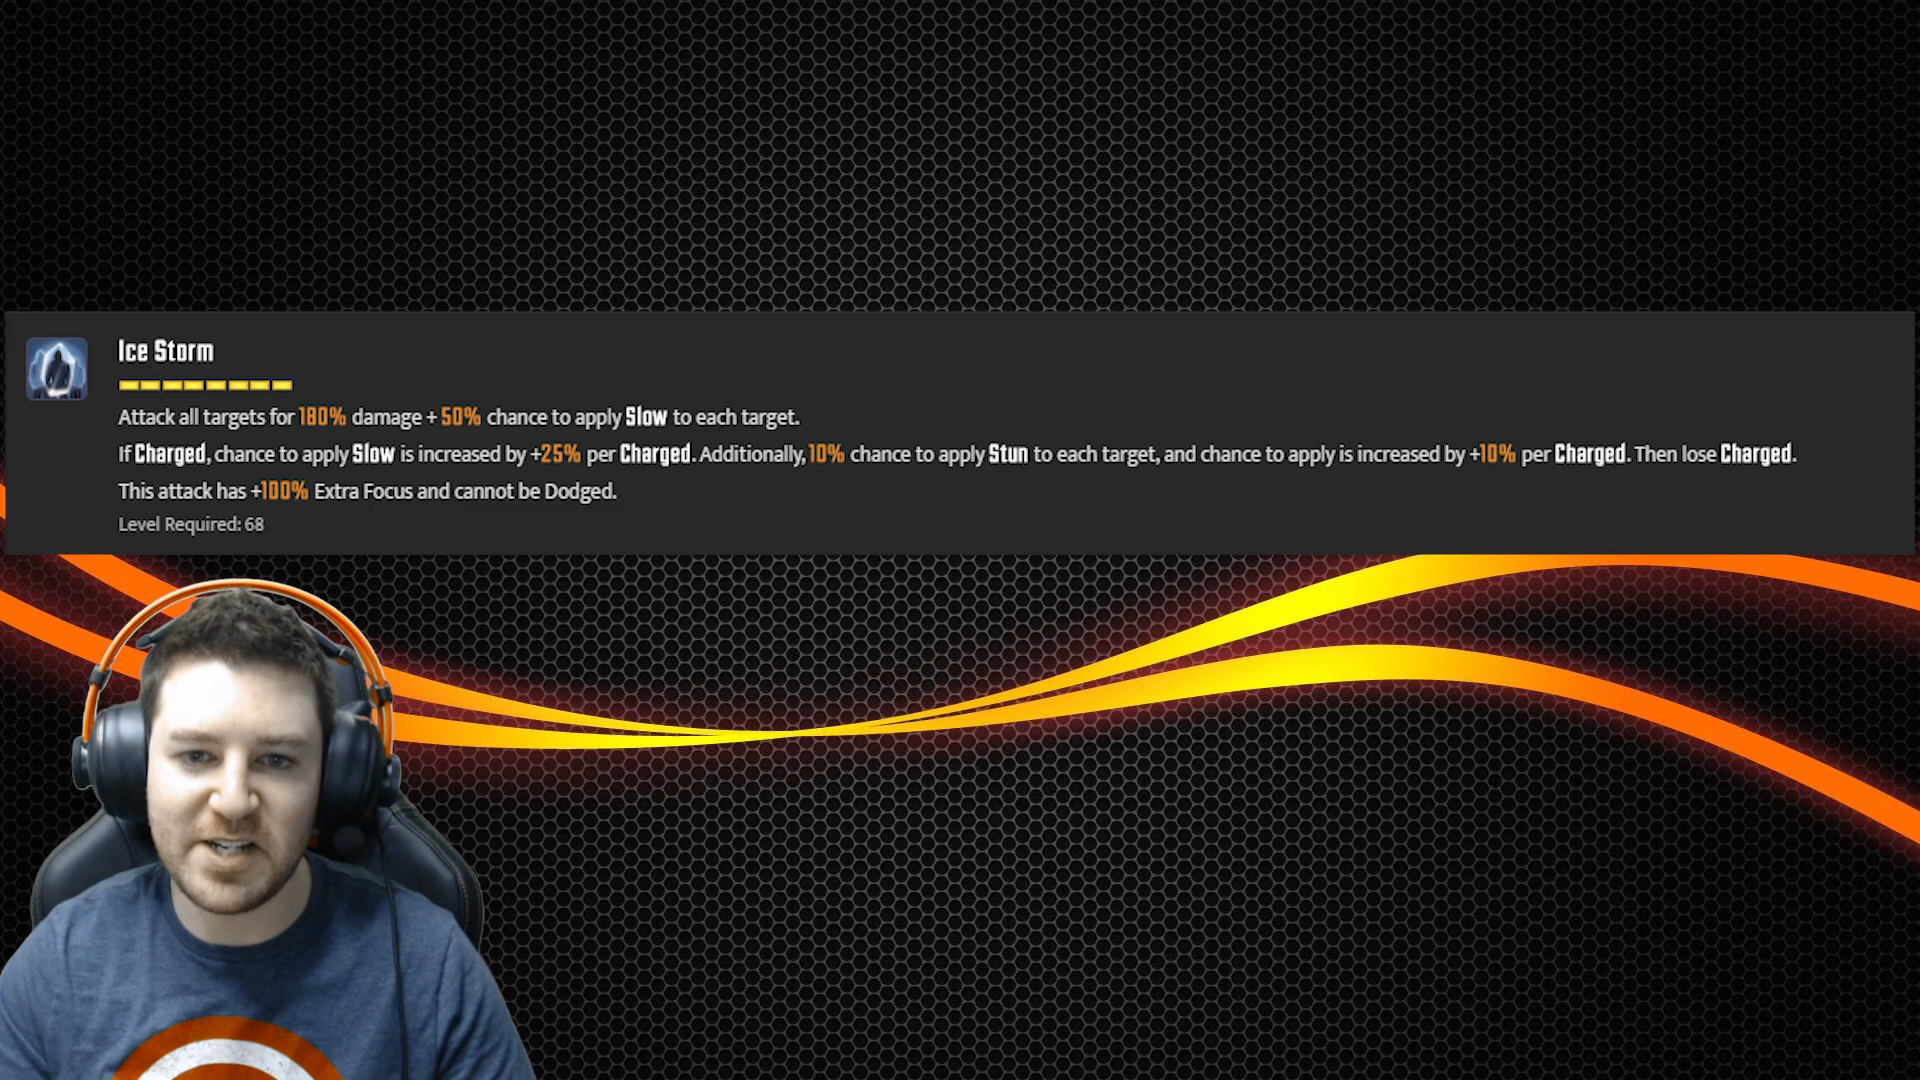 Ice Storm
Attack all targets for 180% damage + 50% chance to apply Slow to each target.
If Charged, chance to apply Slow is increased by +25% per Charged. Additionally, 10% chance to apply Stun to each target, and chance to apply is increased by +10% per Charged. Then lose Charged.
This attack has +100% Extra Focus and cannot be Dodged.
Level Required: 68